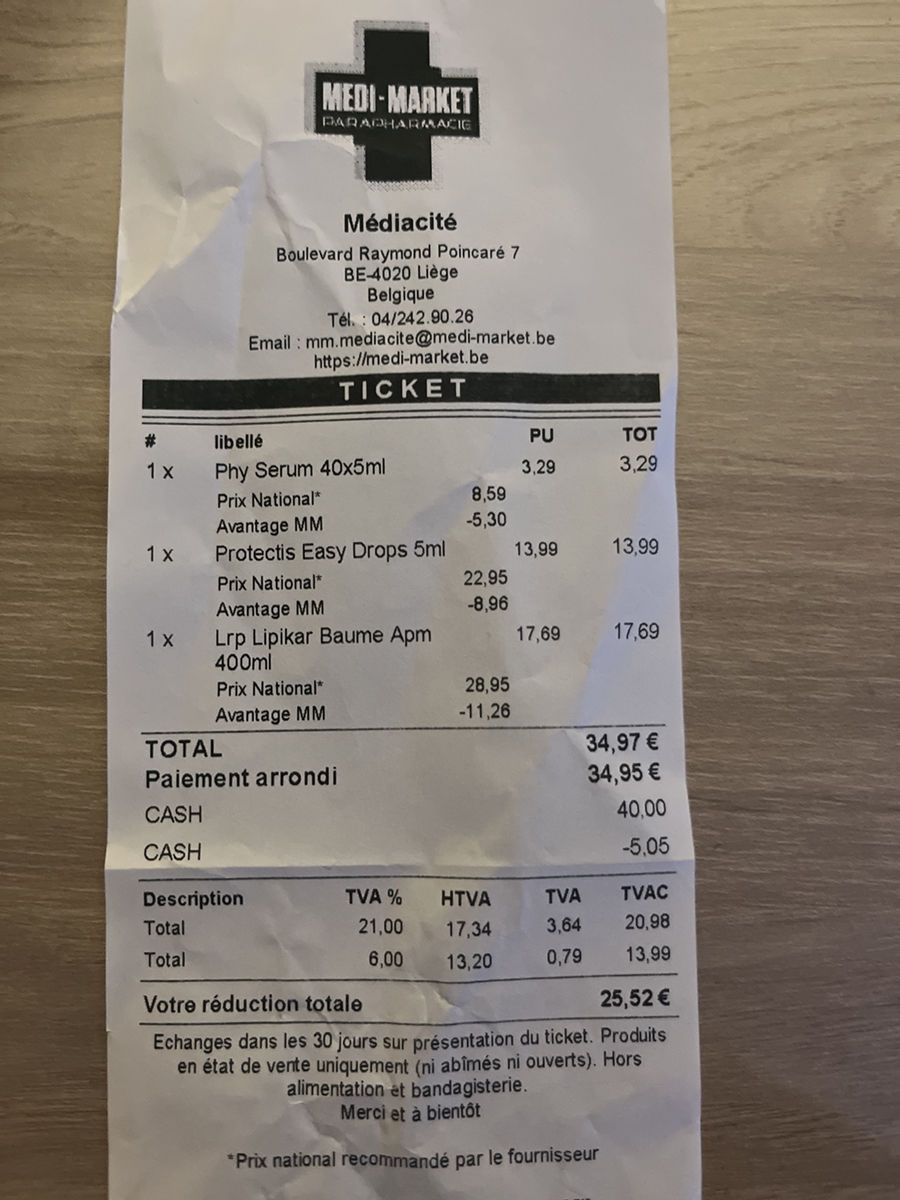 MEDI-MARKET
PARAPHARMACIE
Médiacité
Boulevard Raymond Poincaré 7
BE-4020 Liège
Belgique
Tél. : 04/242.90.26
Email : mm.mediacite@medi-market.be
https://medi-market.be
TICKET
# libellé PU TOT
1 x Phy Serum 40x5ml 3,29 3,29
Prix National* 8,59
Avantage MM -5,30
1 x Protectis Easy Drops 5ml 13,99 13,99
Prix National* 22,95
Avantage MM -8,96
1 x Lrp Lipikar Baume Apm 17,69 17,69
400ml
Prix National* 28,95
Avantage MM -11,26
TOTAL 34,97 €
Paiement arrondi 34,95 €
CASH 40,00
CASH -5,05
Description TVA % HTVA TVA TVAC
Total 21,00 17,34 3,64 20,98
Total 6,00 13,20 0,79 13,99
Votre réduction totale 25,52 €
Echanges dans les 30 jours sur présentation du ticket. Produits
en état de vente uniquement (ni abîmés ni ouverts). Hors
alimentation et bandagisterie.
Merci et à bientôt
*Prix national recommandé par le fournisseur